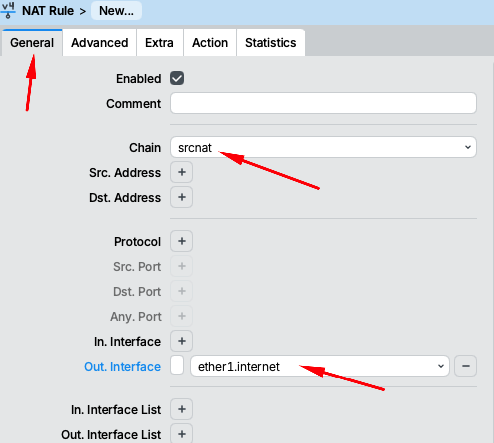 v4 NAT Rule > New...
General Advanced Extra Action Statistics
Enabled
Comment
Chain srcnat
Src. Address +
Dst. Address +
Protocol +
Src. Port +
Dst. Port +
Any. Port +
In. Interface +
Out. Interface ether1.internet −
In. Interface List +
Out. Interface List +